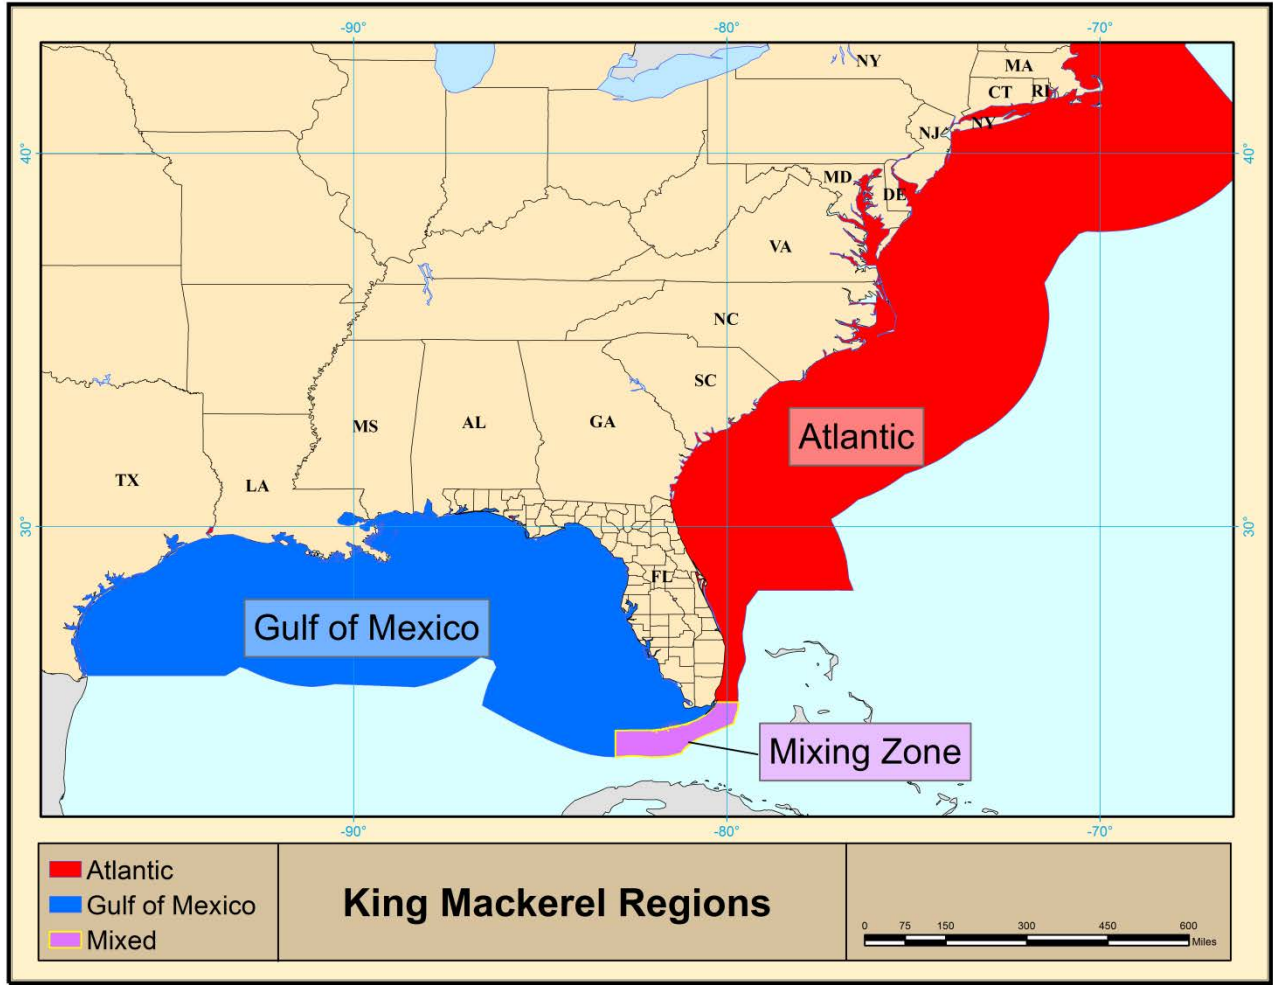 -90° -80° -70°
NY MA
CT RI
NJ NY
40° 40°
MD DE
VA
NC
SC
MS AL GA
Atlantic
TX LA
30° 30°
FL
Gulf of Mexico
Mixing Zone
-90° -80° -70°
Atlantic
Gulf of Mexico
Mixed
King Mackerel Regions
0 75 150 300 450 600
Miles